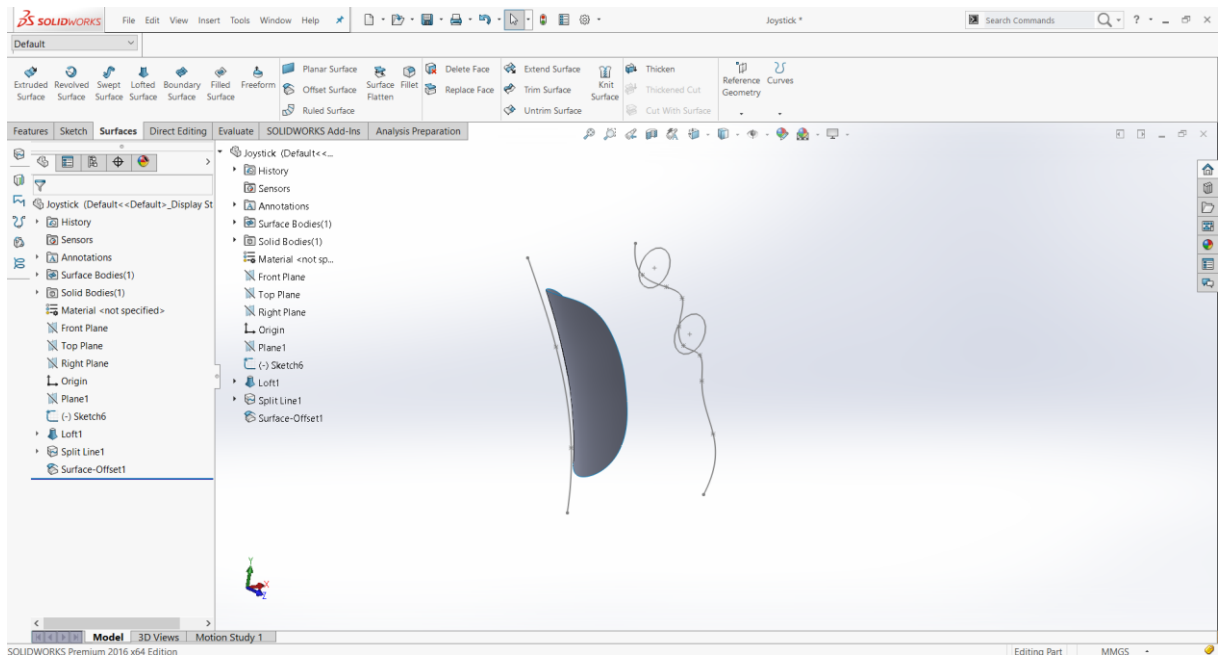 SOLIDWORKS File Edit View Insert Tools Window Help Joystick * Search Commands ?
Default
Extruded Surface
Revolved Surface
Swept Surface
Lofted Surface
Boundary Surface
Filled Surface
Freeform
Planar Surface
Offset Surface
Ruled Surface
Surface Flatten
Fillet
Delete Face
Replace Face
Extend Surface
Trim Surface
Untrim Surface
Knit Surface
Thicken
Thickened Cut
Cut With Surface
Reference Geometry
Curves
Features Sketch Surfaces Direct Editing Evaluate SOLIDWORKS Add-Ins Analysis Preparation
Joystick (Default<<Default>_Display St
History
Sensors
Annotations
Surface Bodies(1)
Solid Bodies(1)
Material <not specified>
Front Plane
Top Plane
Right Plane
Origin
Plane1
(-) Sketch6
Loft1
Split Line1
Surface-Offset1
Joystick (Default<<...
History
Sensors
Annotations
Surface Bodies(1)
Solid Bodies(1)
Material <not sp...
Front Plane
Top Plane
Right Plane
Origin
Plane1
(-) Sketch6
Loft1
Split Line1
Surface-Offset1
Y
X
Z
Model 3D Views Motion Study 1
SOLIDWORKS Premium 2016 x64 Edition Editing Part MMGS -